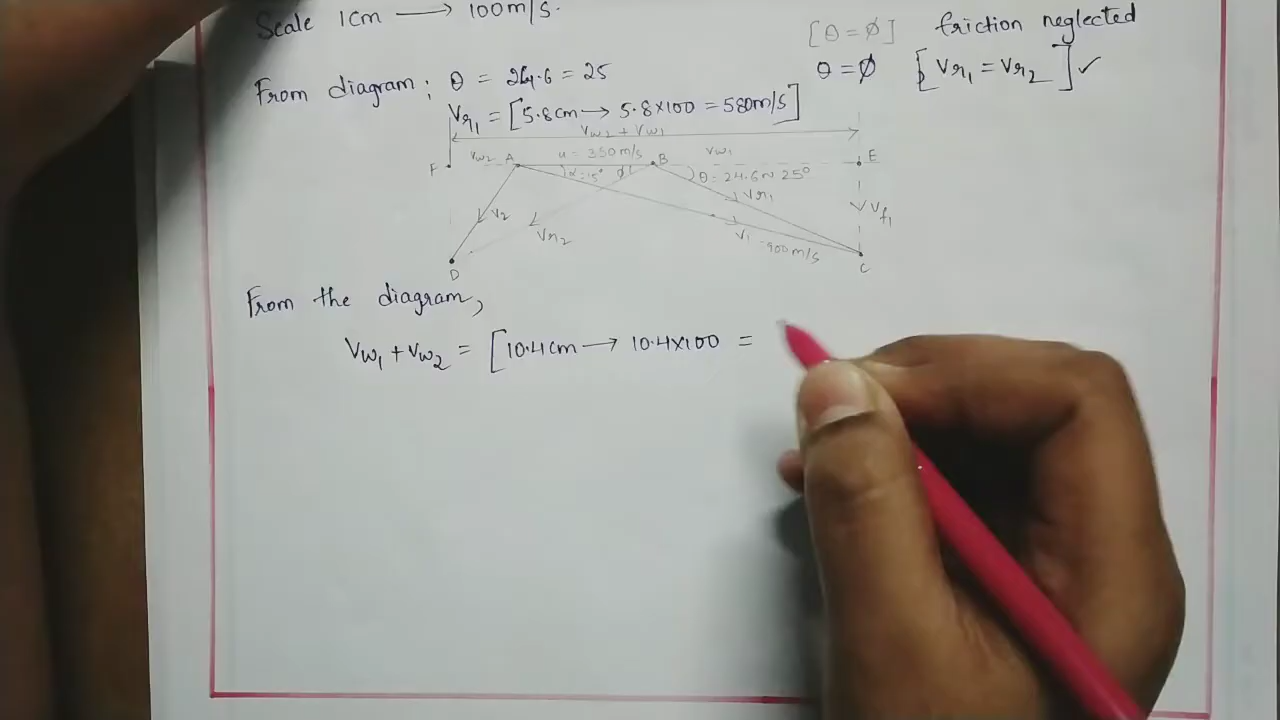 Scale 1cm → 100m/s.
[θ = ϕ] friction neglected
θ = ϕ [Vr1 = Vr2] ✓
From diagram; θ = 24.6 = 25
Vr1 = [5.8cm → 5.8×100 = 580m/s]
Vw2 + Vw1
F Vw2 A u = 350 m/s B Vw1 E
α = 15° ϕ θ = 24.6 ≈ 25°
V2 Vr2 Vr1 Vf1
V1 = 900m/s
D C
From the diagram,
Vw1 + Vw2 = [10.4cm → 10.4×100 =